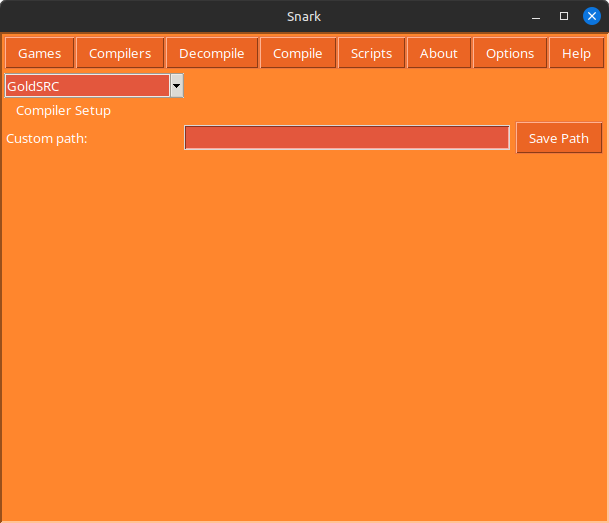 Snark
Games Compilers Decompile Compile Scripts About Options Help
GoldSRC
Compiler Setup
Custom path: Save Path